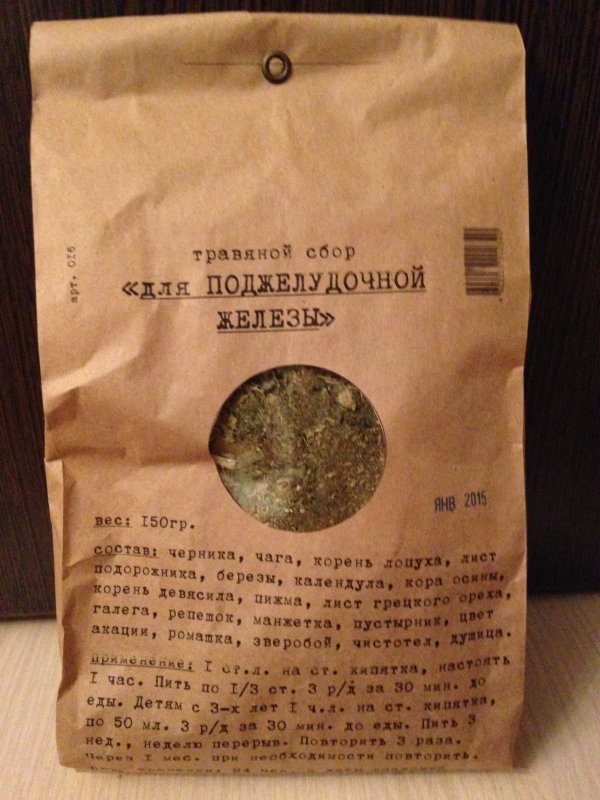 травяной сбор
«для ПОДЖЕЛУДОЧНОЙ
ЖЕЛЕЗЫ»
арт. 016
ЯНВ 2015
вес: 150гр.
состав: черника, чага, корень лопуха, лист
подорожника, березы, календула, кора осины,
корень девясила, пижма, лист грецкого ореха,
галега, репешок, манжетка, пустырник, цвет
акации, ромашка, зверобой, чистотел, душица.
применение: 1 ст.л. на ст. кипятка, настоять
1 час. Пить по 1/3 ст. 3 р/д за 30 мин. до
еды. Детям с 3-х лет 1 ч.л. на ст. кипятка,
по 50 мл. 3 р/д за 30 мин. до еды. Пить 3
нед., неделю перерыв. Повторить 3 раза.
Через 1 мес. при необходимости повторить.